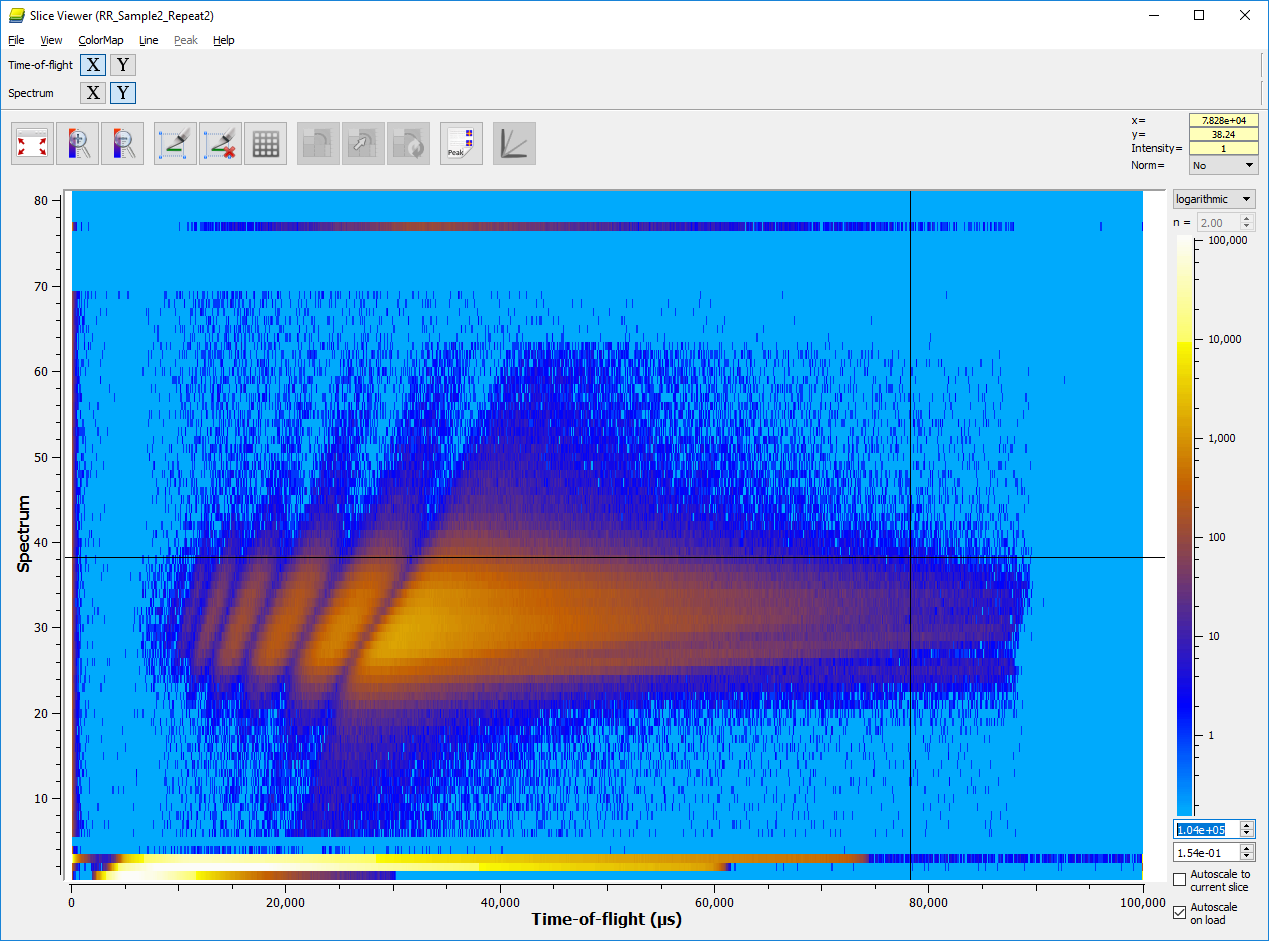 Slice Viewer (RR_Sample2_Repeat2)
File View ColorMap Line Peak Help
Time-of-flight X Y
Spectrum X Y
Peak
x= 7.828e+04
y= 38.24
Intensity= 1
Norm= No
logarithmic
n = 2.00
80
70
60
50
40
30
20
10
Spectrum
0 20,000 40,000 60,000 80,000 100,000
Time-of-flight (µs)
100,000
10,000
1,000
100
10
1
1.04e+05
1.54e-01
Autoscale to
current slice
Autoscale
on load